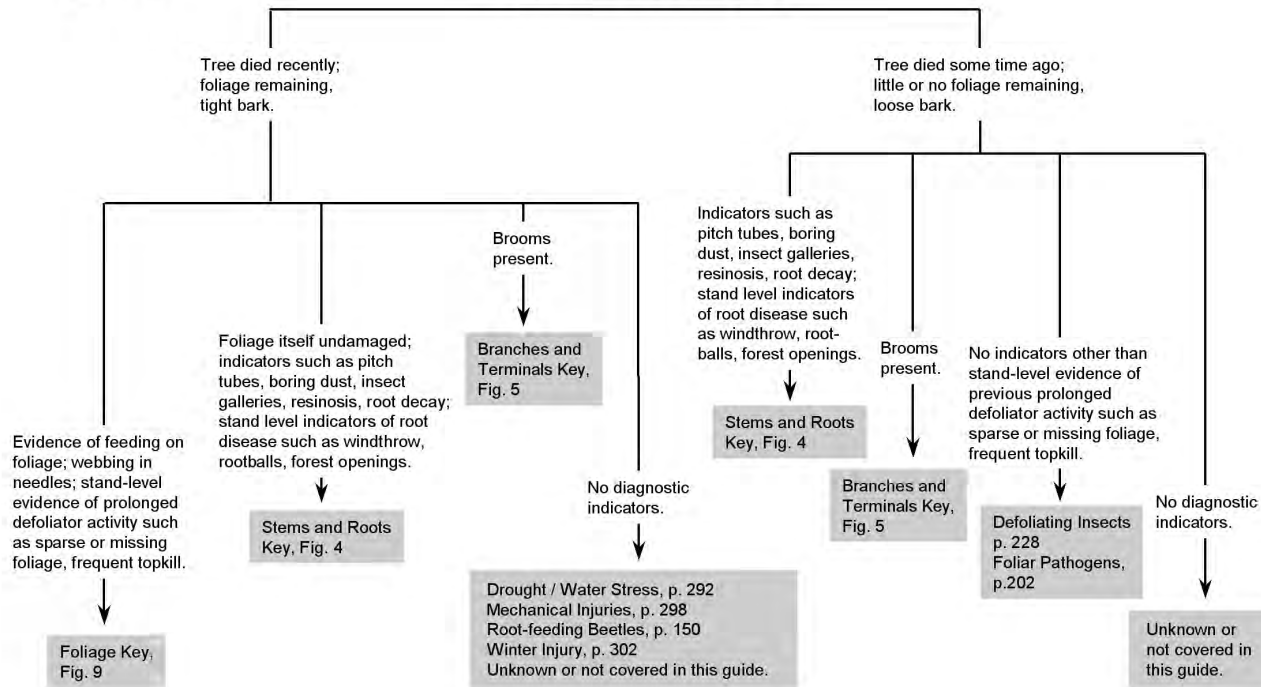 Tree died recently;
foliage remaining,
tight bark.
Tree died some time ago;
little or no foliage remaining,
loose bark.
Evidence of feeding on
foliage; webbing in
needles; stand-level
evidence of prolonged
defoliator activity such
as sparse or missing
foliage, frequent topkill.
Foliage Key,
Fig. 9
Foliage itself undamaged;
indicators such as pitch
tubes, boring dust, insect
galleries, resinosis, root decay;
stand level indicators of root
disease such as windthrow,
rootballs, forest openings.
Stems and Roots
Key, Fig. 4
Brooms
present.
Branches and
Terminals Key,
Fig. 5
No diagnostic
indicators.
Drought / Water Stress, p. 292
Mechanical Injuries, p. 298
Root-feeding Beetles, p. 150
Winter Injury, p. 302
Unknown or not covered in this guide.
Indicators such as
pitch tubes, boring
dust, insect galleries,
resinosis, root decay;
stand level indicators
of root disease such
as windthrow, root-
balls, forest openings.
Stems and Roots
Key, Fig. 4
Brooms
present.
Branches and
Terminals Key,
Fig. 5
No indicators other than
stand-level evidence of
previous prolonged
defoliator activity such as
sparse or missing foliage,
frequent topkill.
Defoliating Insects
p. 228
Foliar Pathogens,
p.202
No diagnostic
indicators.
Unknown or
not covered in
this guide.